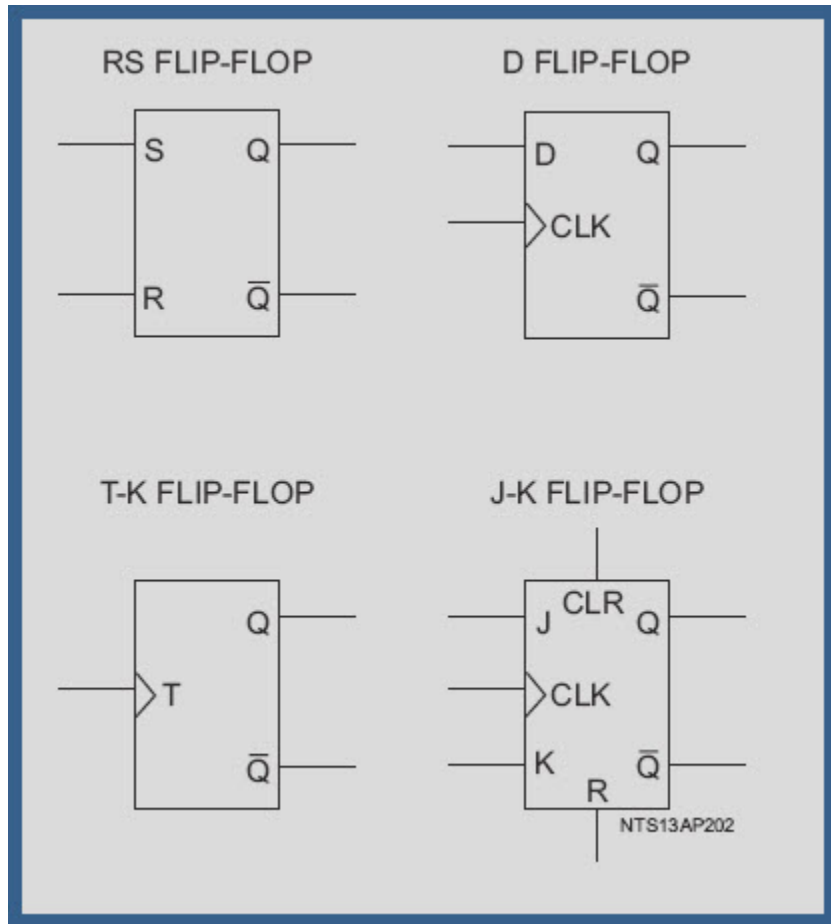 RS FLIP-FLOP
S Q
R Q̅
D FLIP-FLOP
D Q
CLK
Q̅
T-K FLIP-FLOP
Q
T
Q̅
J-K FLIP-FLOP
CLR
J Q
CLK
K Q̅
R
NTS13AP202